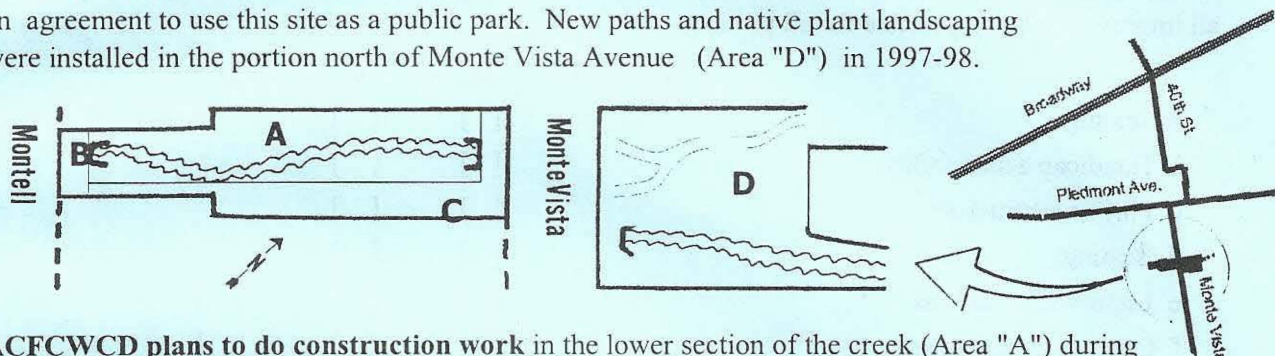 n agreement to use this site as a public park. New paths and native plant landscaping
vere installed in the portion north of Monte Vista Avenue (Area "D") in 1997-98.
Montell
B
A
C
N
Monte Vista
D
Broadway
40th St
Piedmont Ave.
Monte Vista
ACFCWCD plans to do construction work in the lower section of the creek (Area "A") during